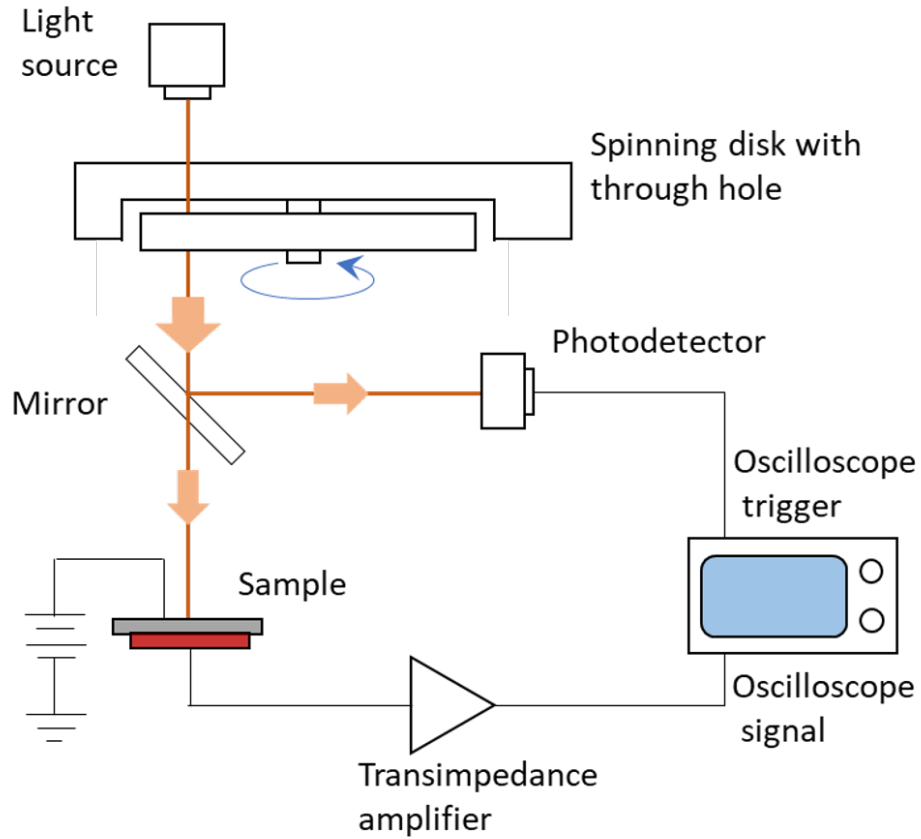 Light
source
Spinning disk with
through hole
Photodetector
Mirror
Oscilloscope
trigger
Sample
Oscilloscope
signal
Transimpedance
amplifier